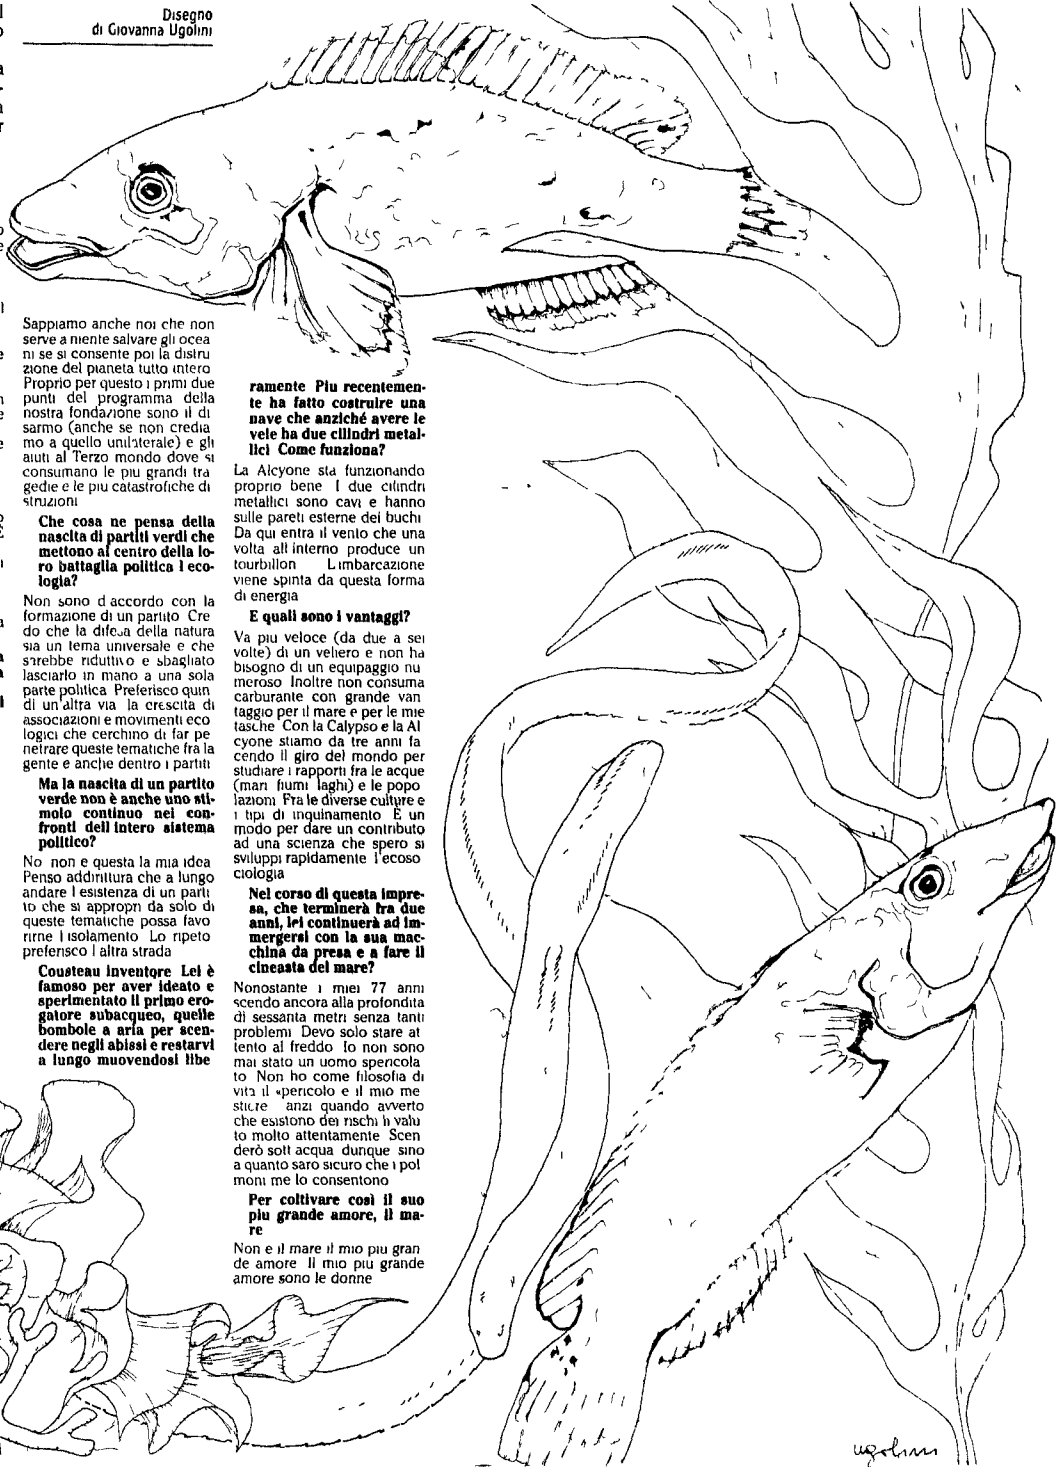 Disegno
di Giovanna Ugolini
Sappiamo anche noi che non
serve a niente salvare gli ocea
ni se si consente poi la distru
zione del pianeta tutto intero
Proprio per questo i primi due
punti del programma della
nostra fondazione sono il di
sarmo (anche se non credia
mo a quello unilaterale) e gli
aiuti al Terzo mondo dove si
consumano le piu grandi tra
gedie e le piu catastrofiche di
struzioni
Che cosa ne pensa della
nascita di partiti verdi che
mettono al centro della lo-
ro battaglia politica l eco-
logia?
Non sono d accordo con la
formazione di un partito Cre
do che la difesa della natura
sia un tema universale e che
sarebbe riduttivo e sbagliato
lasciarlo in mano a una sola
parte politica Preferisco quin
di un'altra via la crescita di
associazioni e movimenti eco
logici che cerchino di far pe
netrare queste tematiche fra la
gente e anche dentro i partiti
Ma la nascita di un partito
verde non è anche uno sti-
molo continuo nei con-
fronti dell intero sistema
politico?
No non e questa la mia idea
Penso addirittura che a lungo
andare l esistenza di un parti
to che si appropri da solo di
queste tematiche possa favo
rirne l isolamento Lo ripeto
preferisco l altra strada
Cousteau inventore Lei è
famoso per aver ideato e
sperimentato il primo ero-
gatore subacqueo, quelle
bombole a aria per scen-
dere negli abissi e restarvi
a lungo muovendosi libe
ramente Piu recentemen-
te ha fatto costruire una
nave che anziché avere le
vele ha due cilindri metal-
lici Come funziona?
La Alcyone sta funzionando
proprio bene I due cilindri
metallici sono cavi e hanno
sulle pareti esterne dei buchi
Da qui entra il vento che una
volta all interno produce un
tourbillon L imbarcazione
viene spinta da questa forma
di energia
E quali sono i vantaggi?
Va piu veloce (da due a sei
volte) di un veliero e non ha
bisogno di un equipaggio nu
meroso Inoltre non consuma
carburante con grande van
taggio per il mare e per le mie
tasche Con la Calypso e la Al
cyone stiamo da tre anni fa
cendo il giro del mondo per
studiare i rapporti fra le acque
(mari fiumi laghi) e le popo
lazioni Fra le diverse culture e
i tipi di inquinamento E un
modo per dare un contributo
ad una scienza che spero si
sviluppi rapidamente l'ecoso
ciologia
Nel corso di questa impre-
sa, che terminerà fra due
anni, lei continuerà ad im-
mergersi con la sua mac-
china da presa e a fare il
cineasta del mare?
Nonostante i miei 77 anni
scendo ancora alla profondita
di sessanta metri senza tanti
problemi Devo solo stare at
tento al freddo Io non sono
mai stato un uomo spericola
to Non ho come filosofia di
vita il «pericolo e il mio me
stiere anzi quando avverto
che esistono dei rischi li valu
to molto attentamente Scen
derò sott acqua dunque sino
a quanto saro sicuro che i pol
moni me lo consentono
Per coltivare così il suo
piu grande amore, il ma-
re
Non e il mare il mio piu gran
de amore Il mio piu grande
amore sono le donne
ugolini